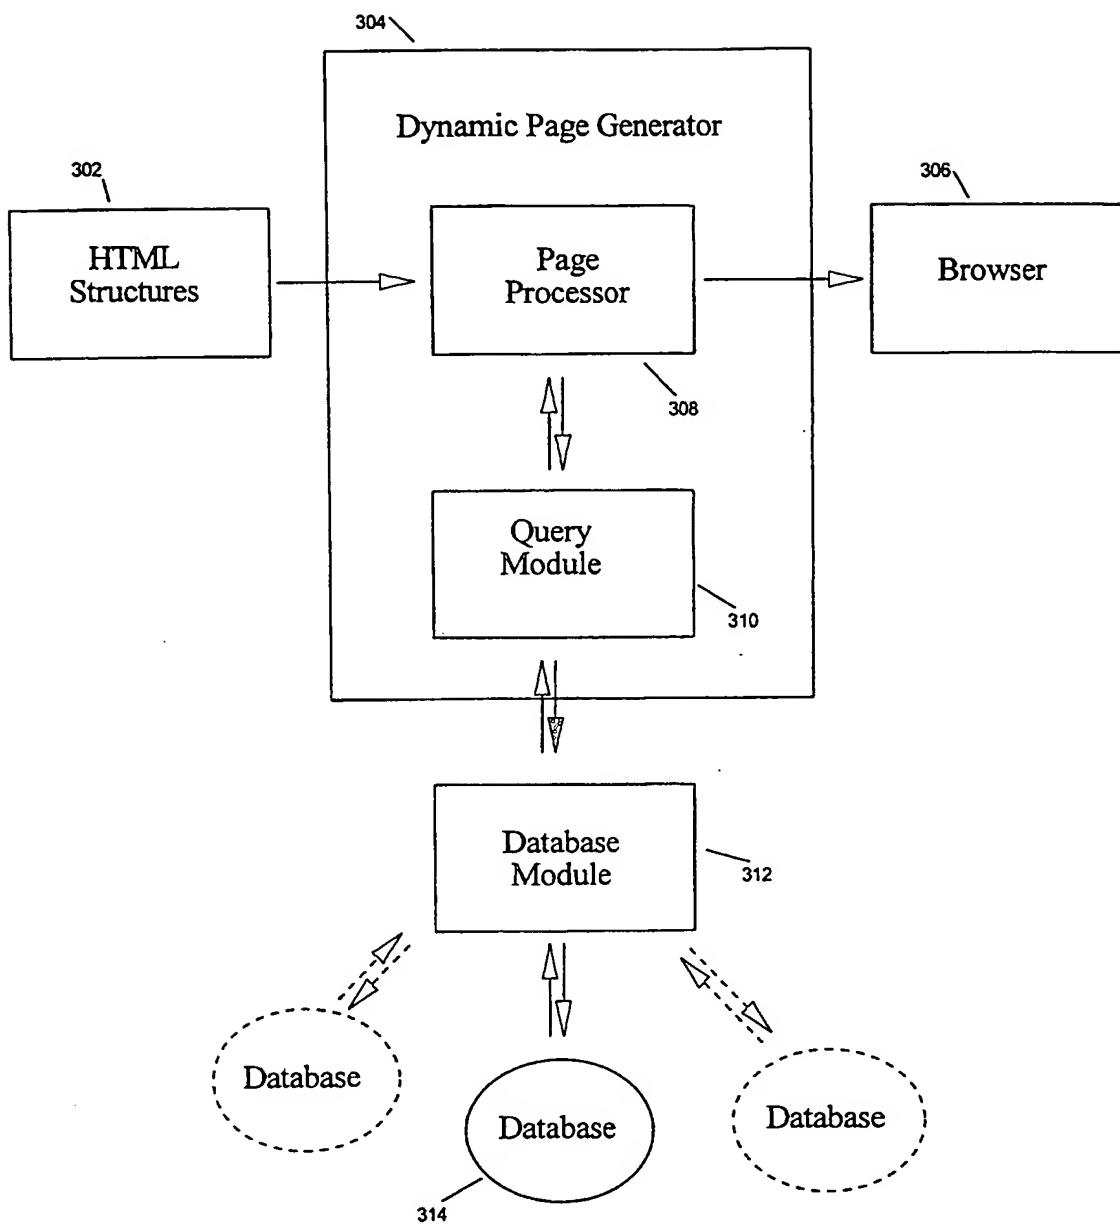 304
Dynamic Page Generator
302
306
HTML
Structures
Page
Processor
Browser
308
Query
Module
310
Database
Module
312
Database
Database
Database
314